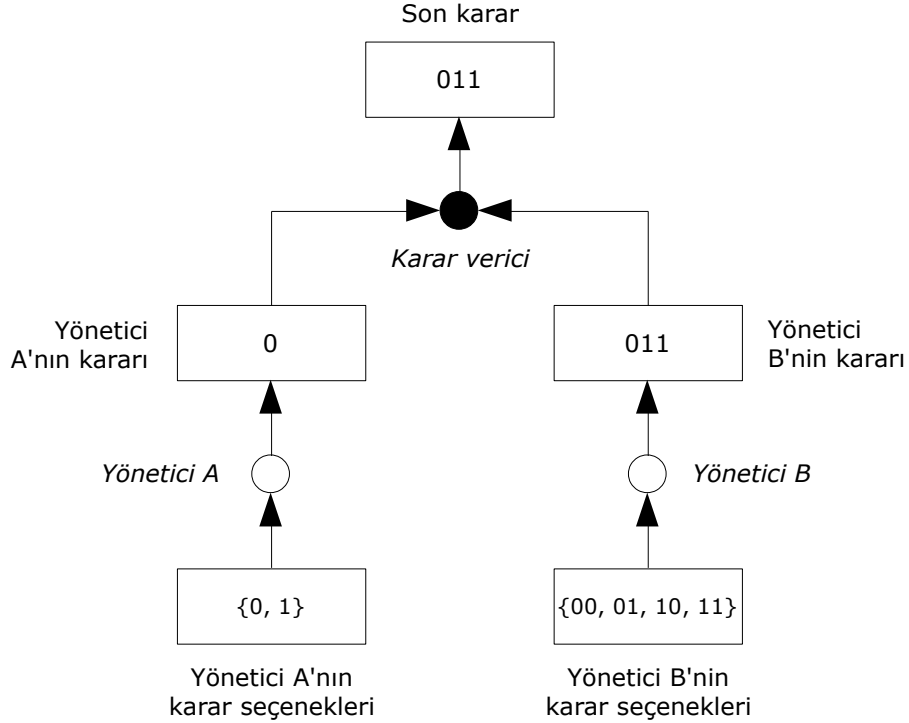 Son karar
011
Karar verici
Yönetici
A'nın kararı
0
011
Yönetici
B'nin kararı
Yönetici A
Yönetici B
{0, 1}
{00, 01, 10, 11}
Yönetici A'nın
karar seçenekleri
Yönetici B'nin
karar seçenekleri